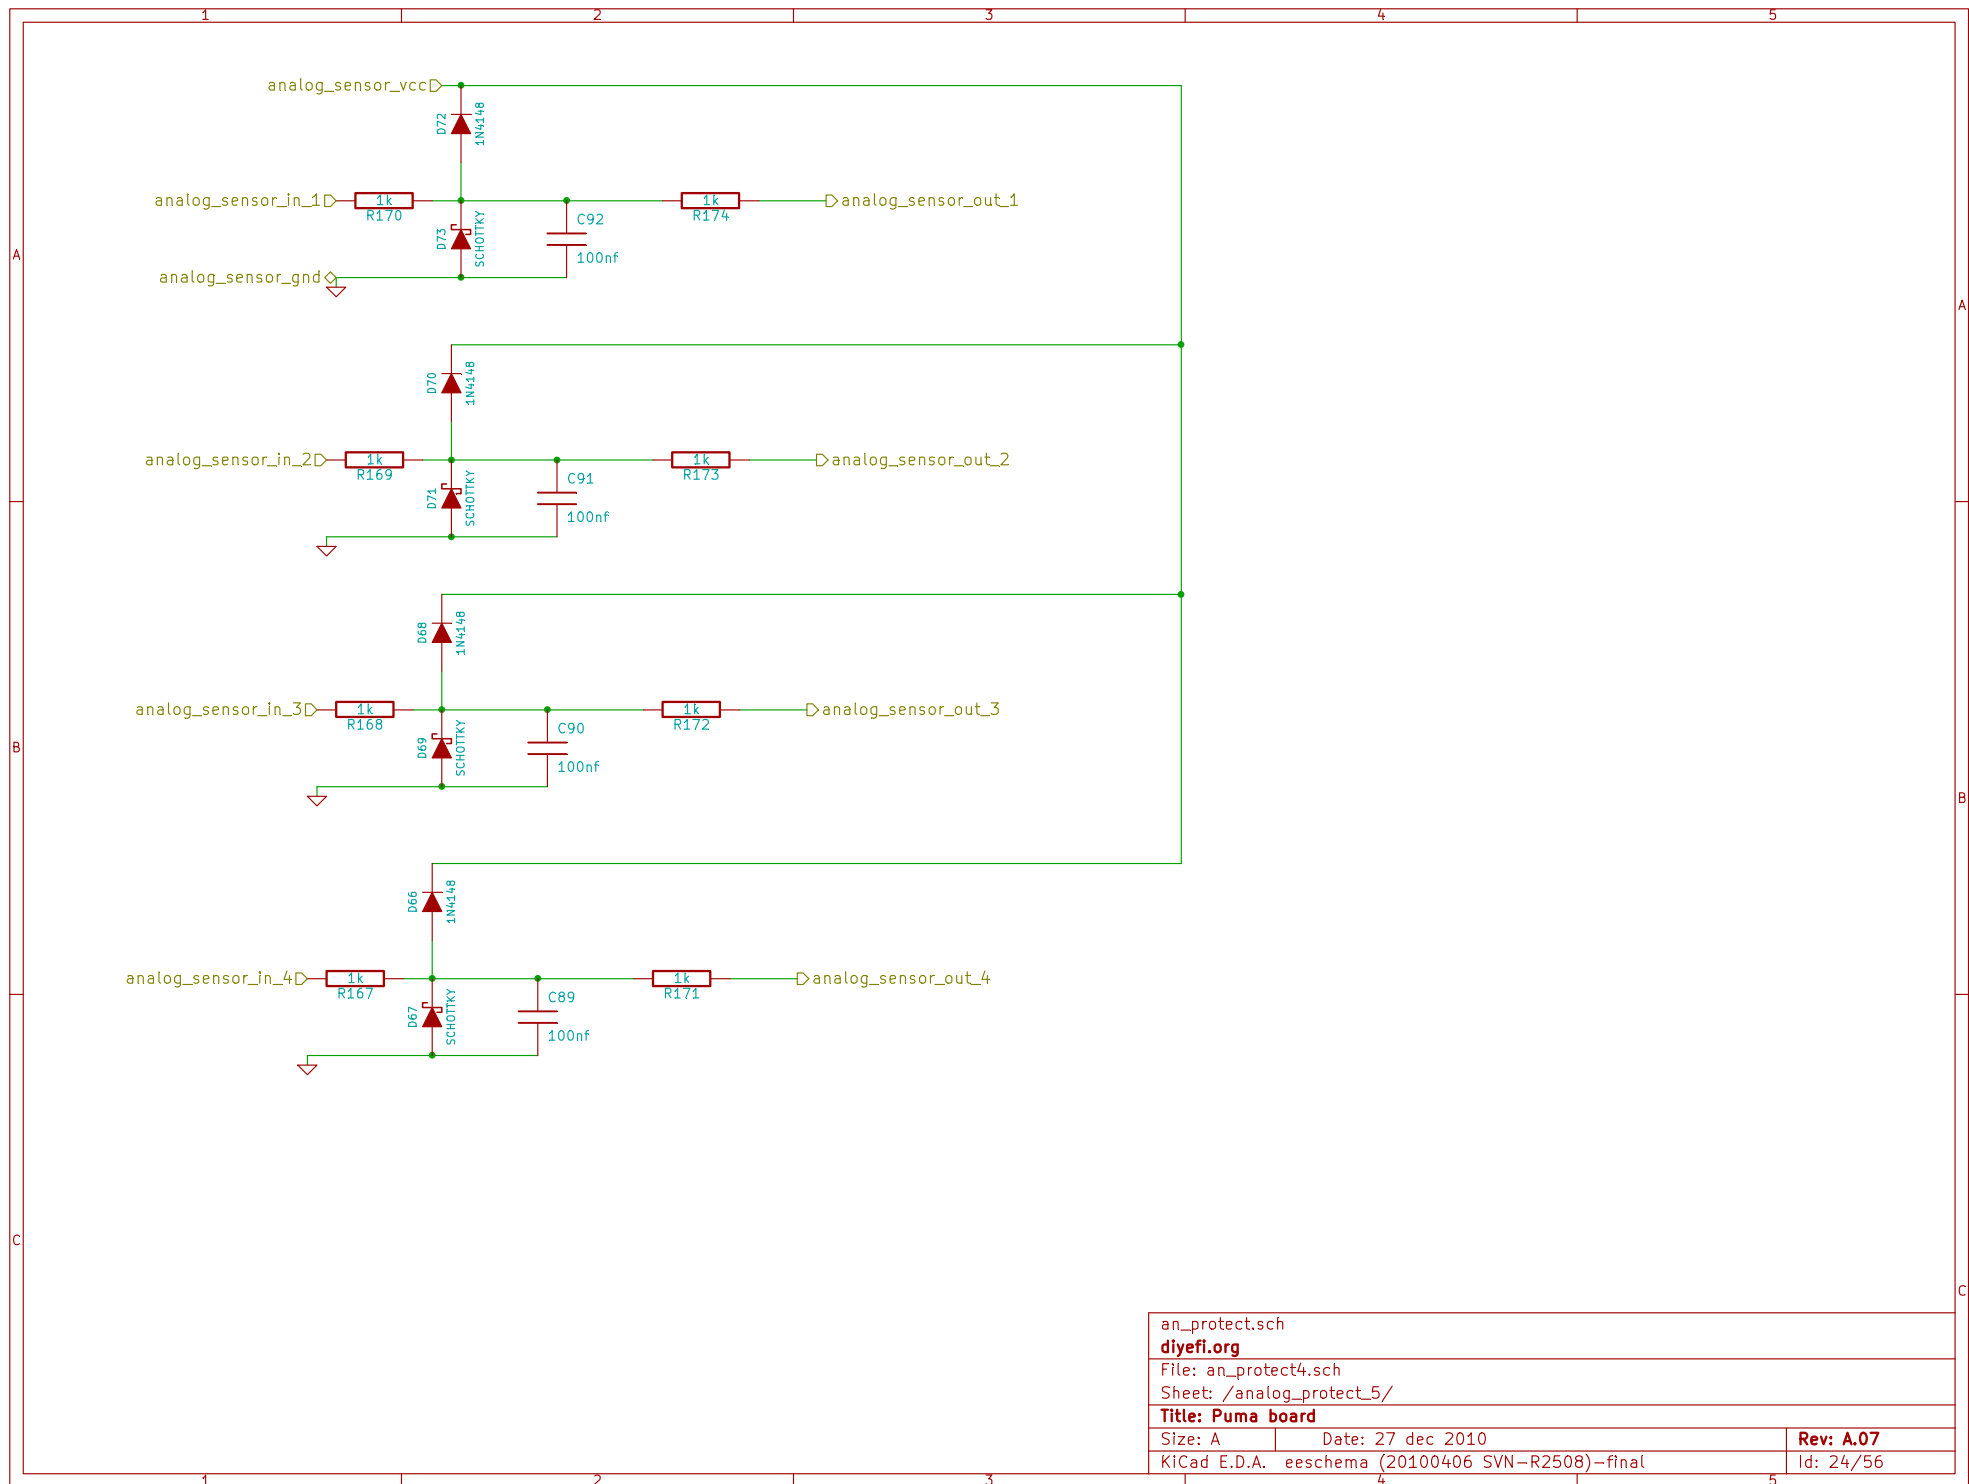 1 2 3 4 5
analog_sensor_vcc
D72 1N4148
analog_sensor_in_1 1k 1k analog_sensor_out_1
R170 R174
C92
D73 SCHOTTKY
A
100nf
analog_sensor_gnd
A
D70 1N4148
analog_sensor_in_2 1k 1k analog_sensor_out_2
R169 R173
C91
D71 SCHOTTKY
100nf
D68 1N4148
analog_sensor_in_3 1k 1k analog_sensor_out_3
R168 R172
C90
B D69 SCHOTTKY
100nf
B
D66 1N4148
analog_sensor_in_4 1k 1k analog_sensor_out_4
R167 R171
C89
D67 SCHOTTKY
100nf
C
C
an_protect.sch
diyefi.org
File: an_protect4.sch
Sheet: /analog_protect_5/
Title: Puma board
Size: A Date: 27 dec 2010 Rev: A.07
KiCad E.D.A. eeschema (20100406 SVN-R2508)-final Id: 24/56
1 2 3 4 5